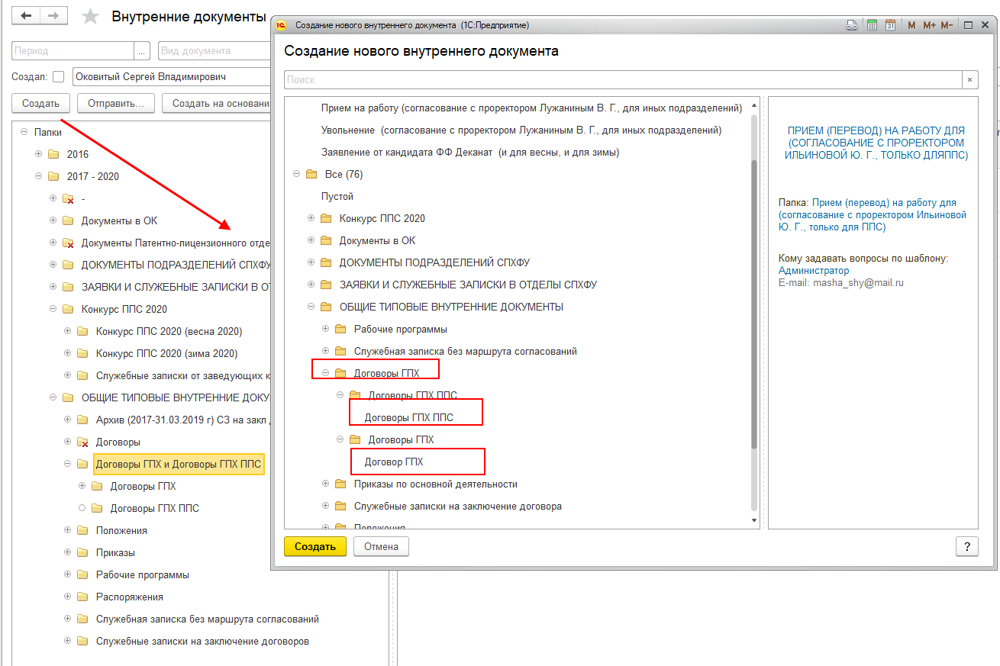 Внутренние документы
Период
...
Вид документа
Создал:
Оковитый Сергей Владимирович
Создать
Отправить...
Создать на основани
Папки
2016
2017 - 2020
-
Документы в ОК
Документы Патентно-лицензионного отде
ДОКУМЕНТЫ ПОДРАЗДЕЛЕНИЙ СПХФУ
ЗАЯВКИ И СЛУЖЕБНЫЕ ЗАПИСКИ В ОТ
Конкурс ППС 2020
Конкурс ППС 2020 (весна 2020)
Конкурс ППС 2020 (зима 2020)
Служебные записки от заведующих к
ОБЩИЕ ТИПОВЫЕ ВНУТРЕННИЕ ДОКУ
Архив (2017-31.03.2019 г) СЗ на закл
Договоры
Договоры ГПХ и Договоры ГПХ ППС
Договоры ГПХ
Договоры ГПХ ППС
Положения
Приказы
Рабочие программы
Распоряжения
Служебная записка без маршрута согласований
Служебные записки на заключение договоров
1С
Создание нового внутреннего документа (1С:Предприятие)
31
M M+ M-
Создание нового внутреннего документа
Поиск
×
Прием на работу (согласование с проректором Лужаниным В. Г., для иных подразделений)
Увольнение (согласование с проректором Лужаниным В. Г., для иных подразделений)
Заявление от кандидата ФФ Деканат (и для весны, и для зимы)
Все (76)
Пустой
Конкурс ППС 2020
Документы в ОК
ДОКУМЕНТЫ ПОДРАЗДЕЛЕНИЙ СПХФУ
ЗАЯВКИ И СЛУЖЕБНЫЕ ЗАПИСКИ В ОТДЕЛЫ СПХФУ
ОБЩИЕ ТИПОВЫЕ ВНУТРЕННИЕ ДОКУМЕНТЫ
Рабочие программы
Служебная записка без маршрута согласований
Договоры ГПХ
Договоры ГПХ ППС
Договоры ГПХ ППС
Договоры ГПХ
Договор ГПХ
Приказы по основной деятельности
Служебные записки на заключение договора
Положения
ПРИЕМ (ПЕРЕВОД) НА РАБОТУ ДЛЯ
(СОГЛАСОВАНИЕ С ПРОРЕКТОРОМ
ИЛЬИНОВОЙ Ю. Г., ТОЛЬКО ДЛЯППС)
Папка: Прием (перевод) на работу для
(согласование с проректором Ильиновой
Ю. Г., только для ППС)
Кому задавать вопросы по шаблону:
Администратор
E-mail: masha_shy@mail.ru
Создать
Отмена
?